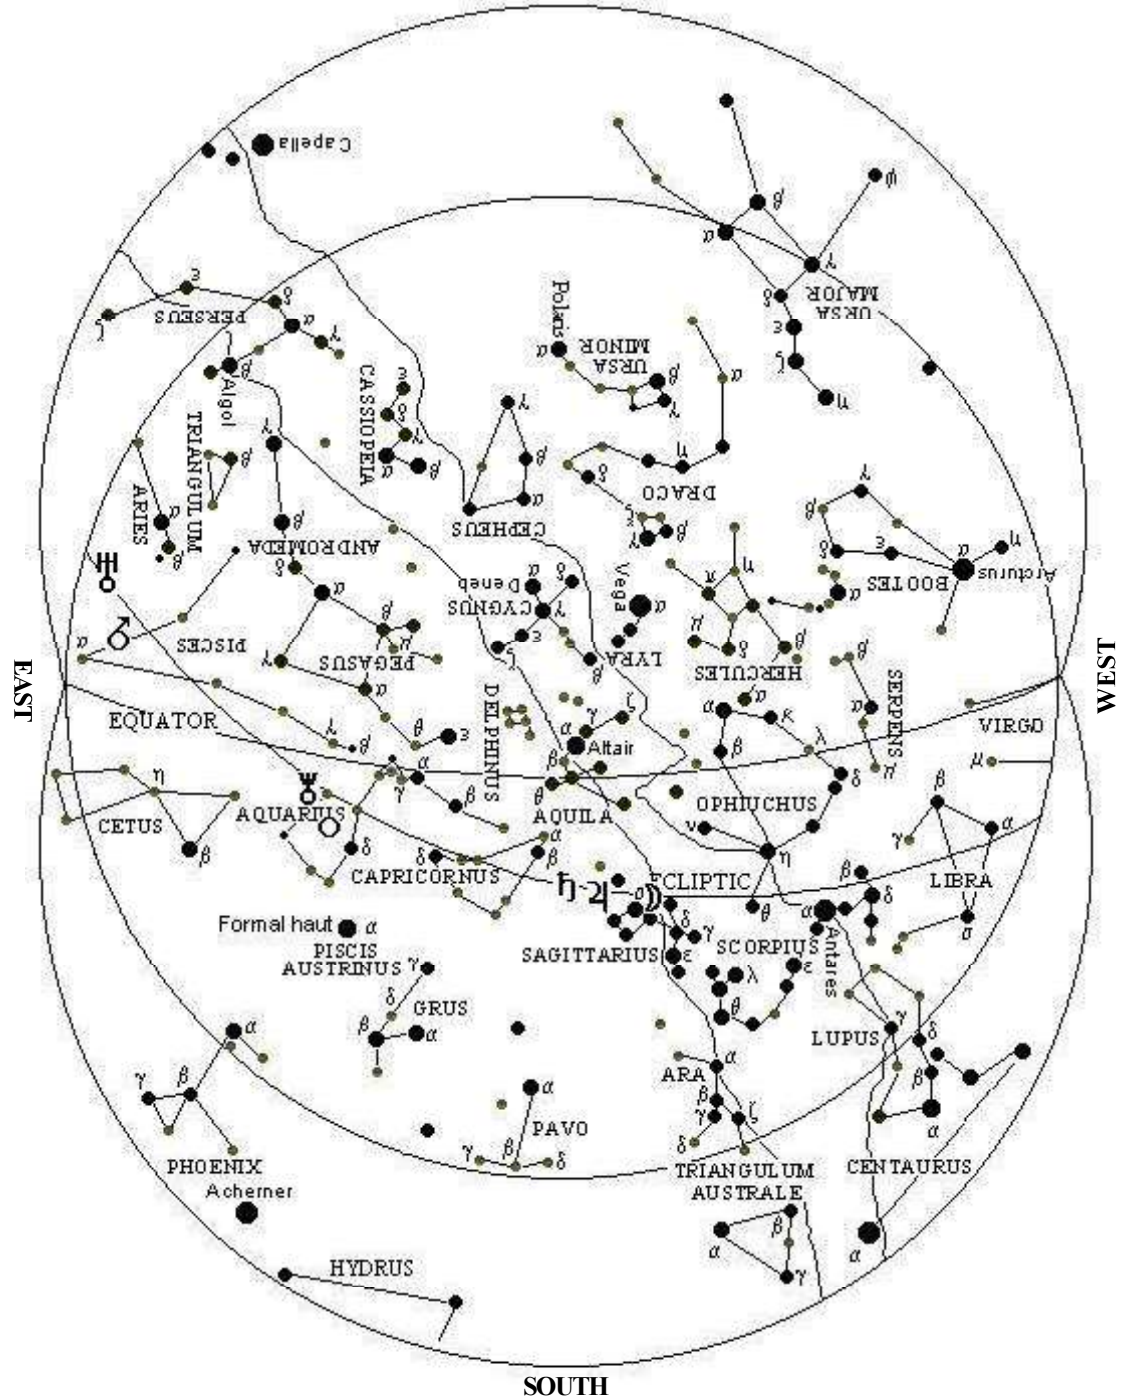 Capella
β
ψ
α
γ
URSA
MAJOR
δ
ε
ζ
η
ε
δ
PERSEUS
ζ
α
γ
β
Algol
Polaris
α
URSA
MINOR
β
γ
CASSIOPEIA
ε
δ
γ
α
β
γ
β
α
CEPHEUS
α
η
δ
DRACO
ξ
β
γ
TRIANGULUM
β
ARIES
α
β
γ
β
ANDROMEDA
δ
α
γ
β
δ
ε
α
η
Arcturus
BOOTES
α
Deneb
α
δ
CYGNUS
γ
ε
ζ
β
Vega
α
LYRA
π
η
μ
δ
β
HERCULES
PISCES
α
β
μ
PEGASUS
γ
α
β
SERPENS
α
μ
EAST
WEST
EQUATOR
γ
β
θ
ε
DELPHINUS
ζ
γ
α
Altair
β
θ
AQUILA
α
α
κ
λ
β
δ
OPHIUCHUS
ν
η
θ
VIRGO
μ
β
γ
α
LIBRA
σ
η
CETUS
β
AQUARIUS
α
γ
β
δ
δ
CAPRICORNUS
α
β
ECLIPTIC
σ
δ
γ
ε
SAGITTARIUS
SCORPIUS
β
δ
α
Antares
ε
λ
θ
Formal haut α
PISCIS
AUSTRINUS
γ
δ
GRUS
β
α
LUPUS
γ
δ
β
α
ARA
α
β
γ
δ
ζ
α
γ
β
PHOENIX
Acherner
α
PAVO
γ
β
δ
TRIANGULUM
AUSTRALE
α
β
γ
CENTAURUS
α
HYDRUS
SOUTH